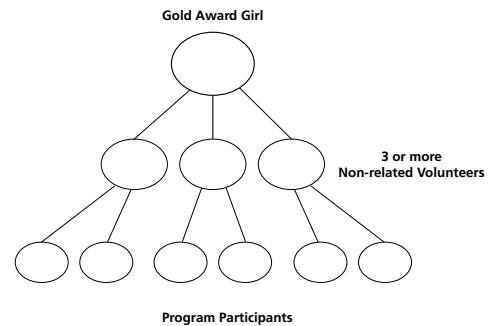 Gold Award Girl
3 or more
Non-related Volunteers
Program Participants